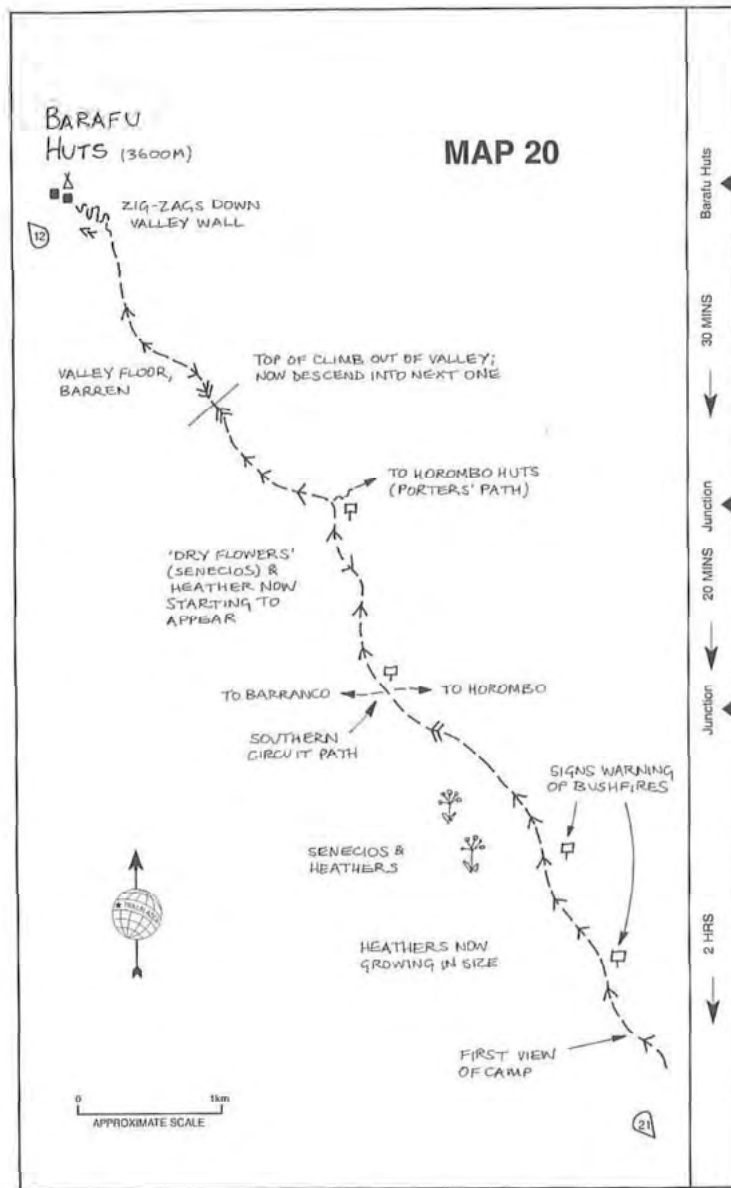 BARAFU
HUTS (3600M)
MAP 20
12
ZIG-ZAGS DOWN
VALLEY WALL
VALLEY FLOOR,
BARREN
TOP OF CLIMB OUT OF VALLEY;
NOW DESCEND INTO NEXT ONE
TO HOROMBO HUTS
(PORTERS' PATH)
'DRY FLOWERS'
(SENECIOS) &
HEATHER NOW
STARTING TO
APPEAR
TO BARRANCO
TO HOROMBO
SOUTHERN
CIRCUIT PATH
SIGNS WARNING
OF BUSHFIRES
SENECIOS &
HEATHERS
HEATHERS NOW
GROWING IN SIZE
FIRST VIEW
OF CAMP
0
1km
APPROXIMATE SCALE
21
Barafu Huts
30 MINS
Junction
20 MINS
Junction
2 HRS